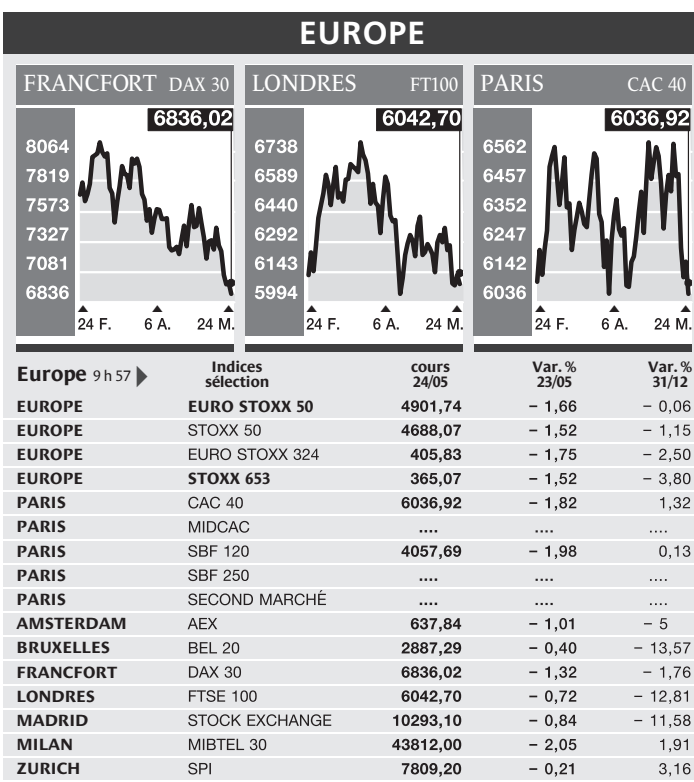 EUROPE
FRANCFORT DAX 30
6836,02
8064
7819
7573
7327
7081
6836
24 F. 6 A. 24 M.
LONDRES FT100
6042,70
6738
6589
6440
6292
6143
5994
24 F. 6 A. 24 M.
PARIS CAC 40
6036,92
6562
6457
6352
6247
6142
6036
24 F. 6 A. 24 M.
Europe 9 h 57 Indices sélection cours 24/05 Var. % 23/05 Var. % 31/12
EUROPE EURO STOXX 50 4901,74 – 1,66 – 0,06
EUROPE STOXX 50 4688,07 – 1,52 – 1,15
EUROPE EURO STOXX 324 405,83 – 1,75 – 2,50
EUROPE STOXX 653 365,07 – 1,52 – 3,80
PARIS CAC 40 6036,92 – 1,82 1,32
PARIS MIDCAC .... .... ....
PARIS SBF 120 4057,69 – 1,98 0,13
PARIS SBF 250 .... .... ....
PARIS SECOND MARCHÉ .... .... ....
AMSTERDAM AEX 637,84 – 1,01 – 5
BRUXELLES BEL 20 2887,29 – 0,40 – 13,57
FRANCFORT DAX 30 6836,02 – 1,32 – 1,76
LONDRES FTSE 100 6042,70 – 0,72 – 12,81
MADRID STOCK EXCHANGE 10293,10 – 0,84 – 11,58
MILAN MIBTEL 30 43812,00 – 2,05 1,91
ZURICH SPI 7809,20 – 0,21 3,16